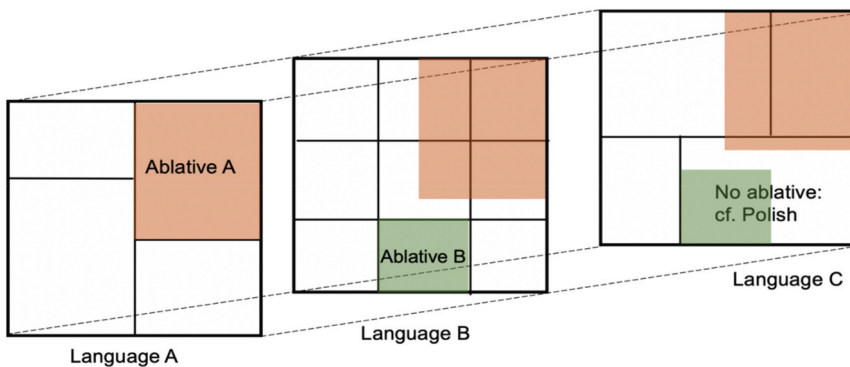 Ablative A
Ablative B
No ablative:
cf. Polish
Language A
Language B
Language C